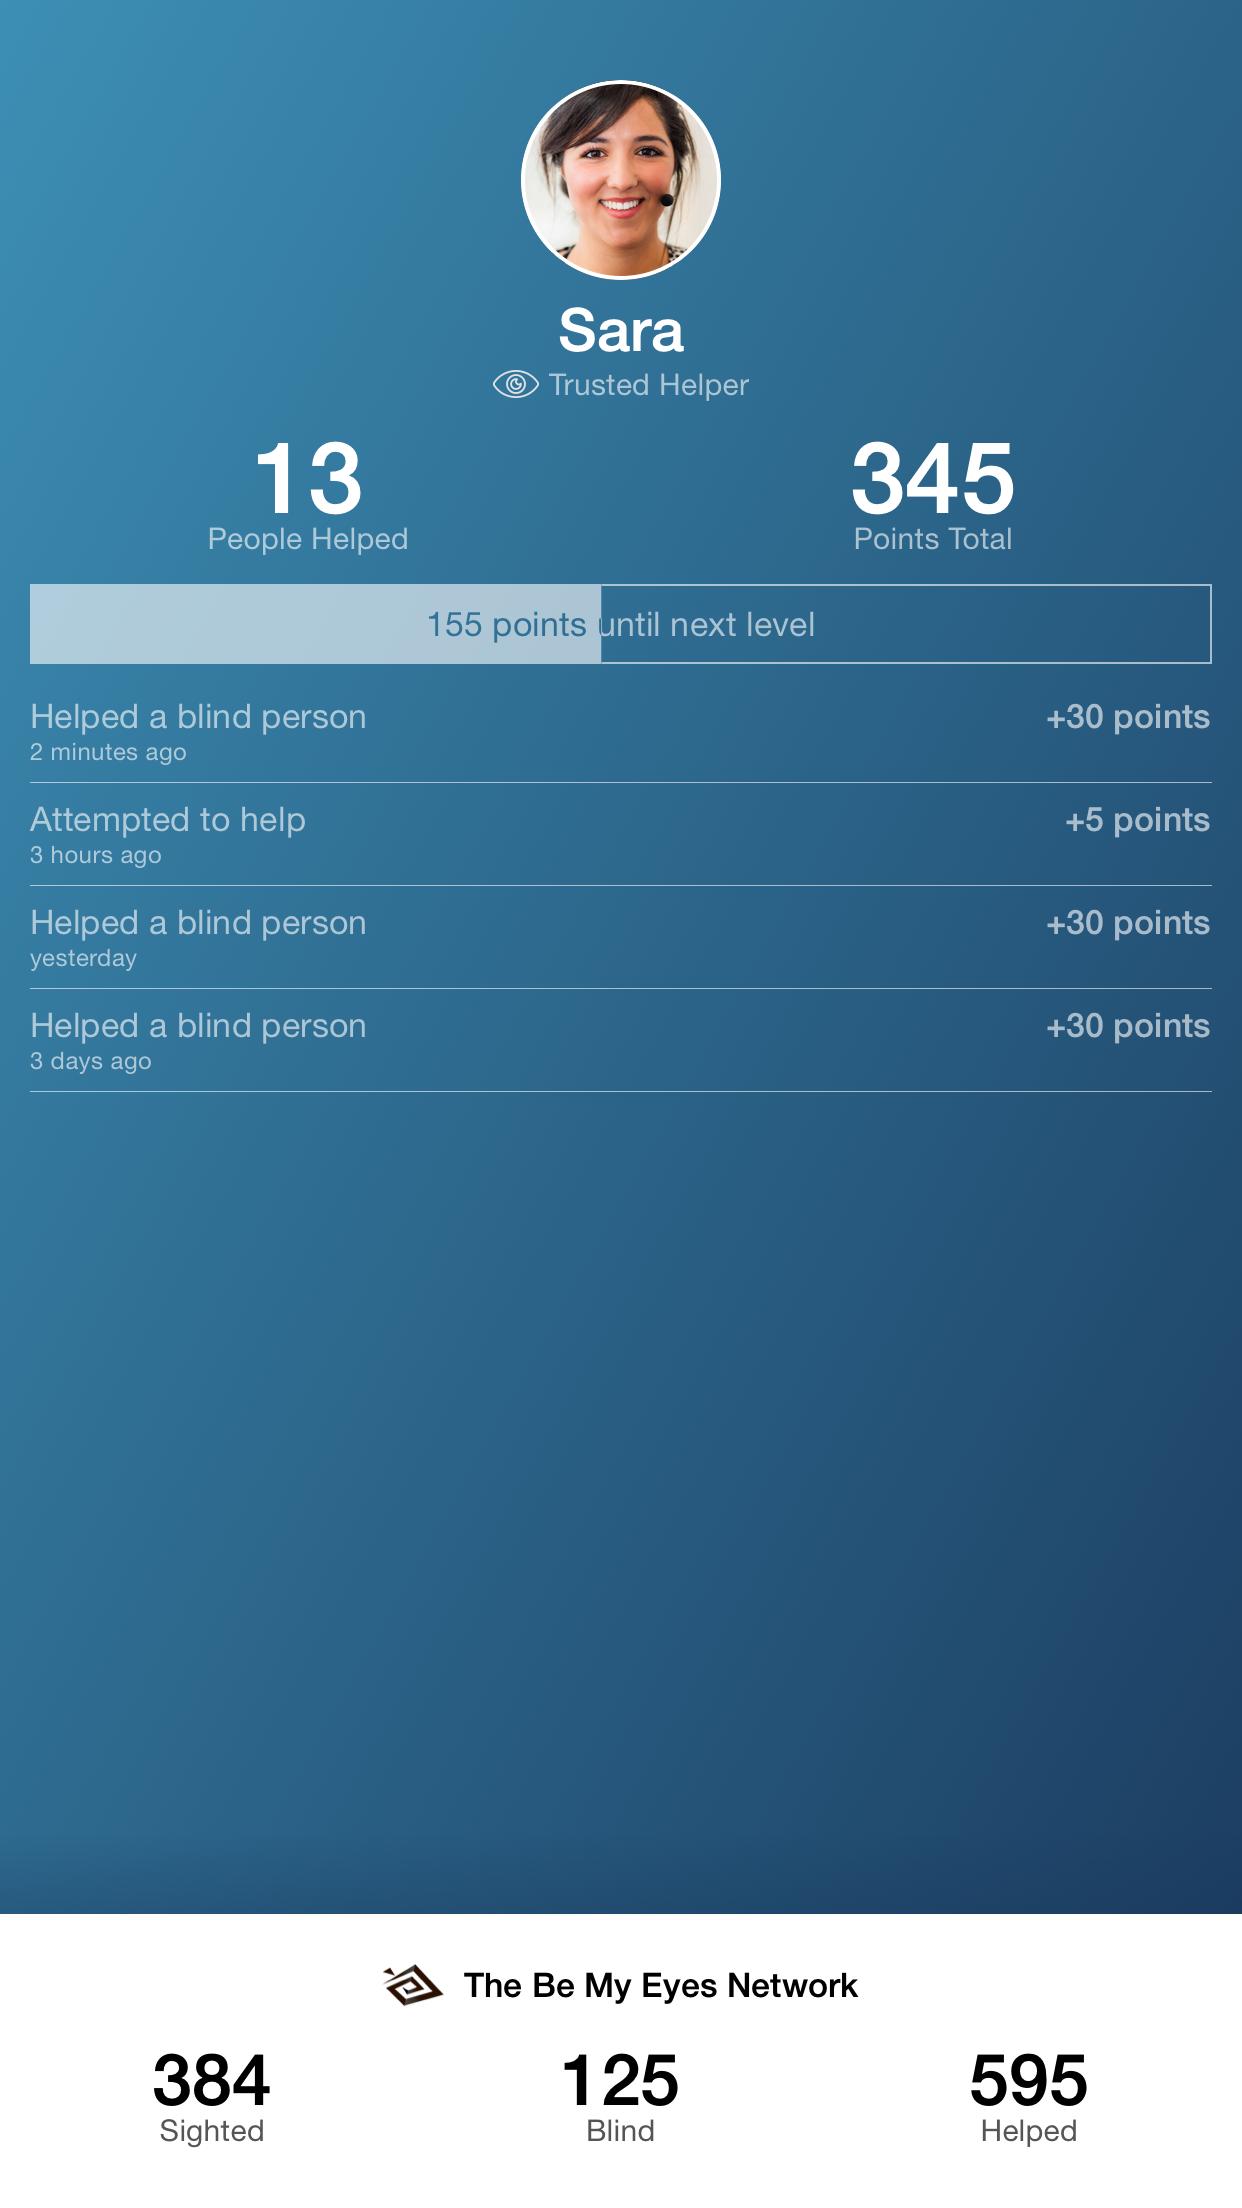 Sara
Trusted Helper
13
People Helped
345
Points Total
155 points until next level
Helped a blind person
+30 points
2 minutes ago
Attempted to help
+5 points
3 hours ago
Helped a blind person
+30 points
yesterday
Helped a blind person
+30 points
3 days ago
The Be My Eyes Network
384
Sighted
125
Blind
595
Helped